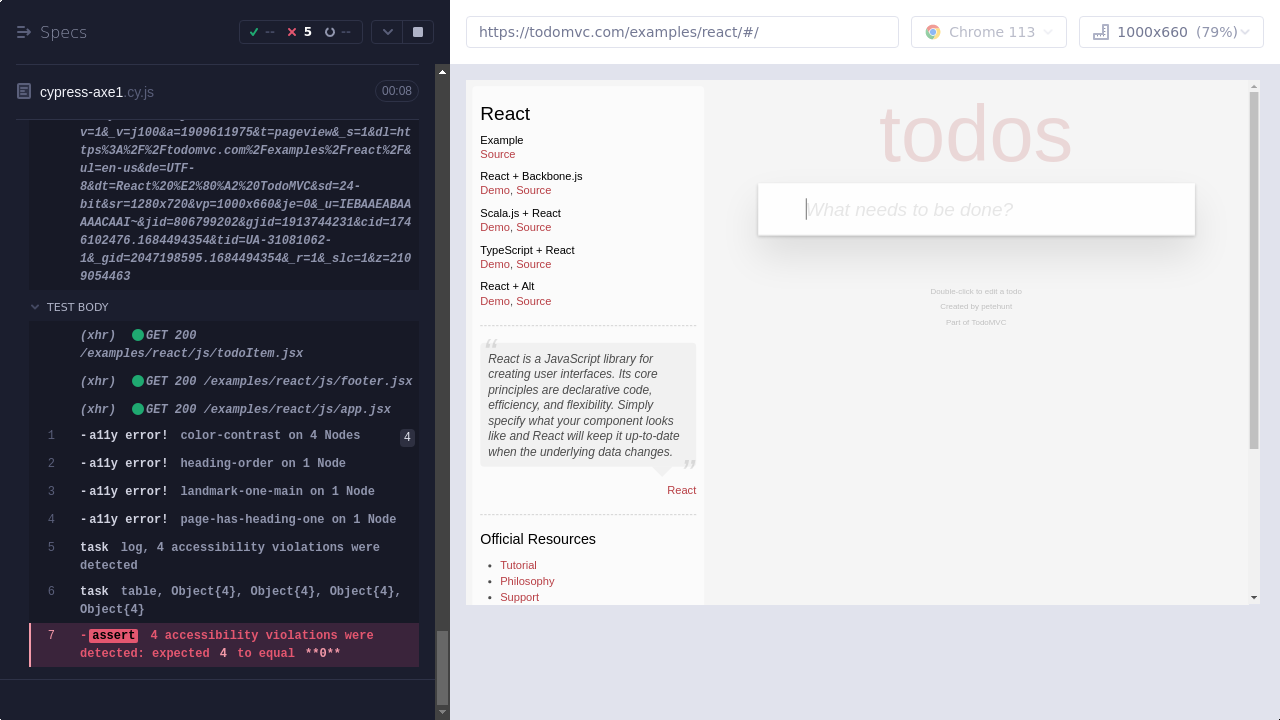 Specs
--
5
--
https://todomvc.com/examples/react/#/
Chrome 113
1000x660 (79%)
cypress-axe1.cy.js
00:08
v=1&_v=j100&a=1909611975&t=pageview&_s=1&dl=ht
tps%3A%2F%2Ftodomvc.com%2Fexamples%2Freact%2F&
ul=en-us&de=UTF-
8&dt=React%20%E2%80%A2%20TodoMVC&sd=24-
bit&sr=1280x720&vp=1000x660&je=0&_u=IEBAAEABAA
AAACAAI~&jid=806799202&gjid=1913744231&cid=174
6102476.1684494354&tid=UA-31081062-
1&_gid=2047198595.1684494354&_r=1&_slc=1&z=210
9054463
TEST BODY
(xhr) GET 200
/examples/react/js/todoItem.jsx
(xhr) GET 200 /examples/react/js/footer.jsx
(xhr) GET 200 /examples/react/js/app.jsx
1 -a11y error! color-contrast on 4 Nodes 4
2 -a11y error! heading-order on 1 Node
3 -a11y error! landmark-one-main on 1 Node
4 -a11y error! page-has-heading-one on 1 Node
5 task log, 4 accessibility violations were
detected
6 task table, Object{4}, Object{4}, Object{4},
Object{4}
7 -assert 4 accessibility violations were
detected: expected 4 to equal **0**
React
Example
Source
React + Backbone.js
Demo, Source
Scala.js + React
Demo, Source
TypeScript + React
Demo, Source
React + Alt
Demo, Source
“
React is a JavaScript library for
creating user interfaces. Its core
principles are declarative code,
efficiency, and flexibility. Simply
specify what your component looks
like and React will keep it up-to-date
when the underlying data changes.
”
React
Official Resources
• Tutorial
• Philosophy
• Support
todos
What needs to be done?
Double-click to edit a todo
Created by petehunt
Part of TodoMVC